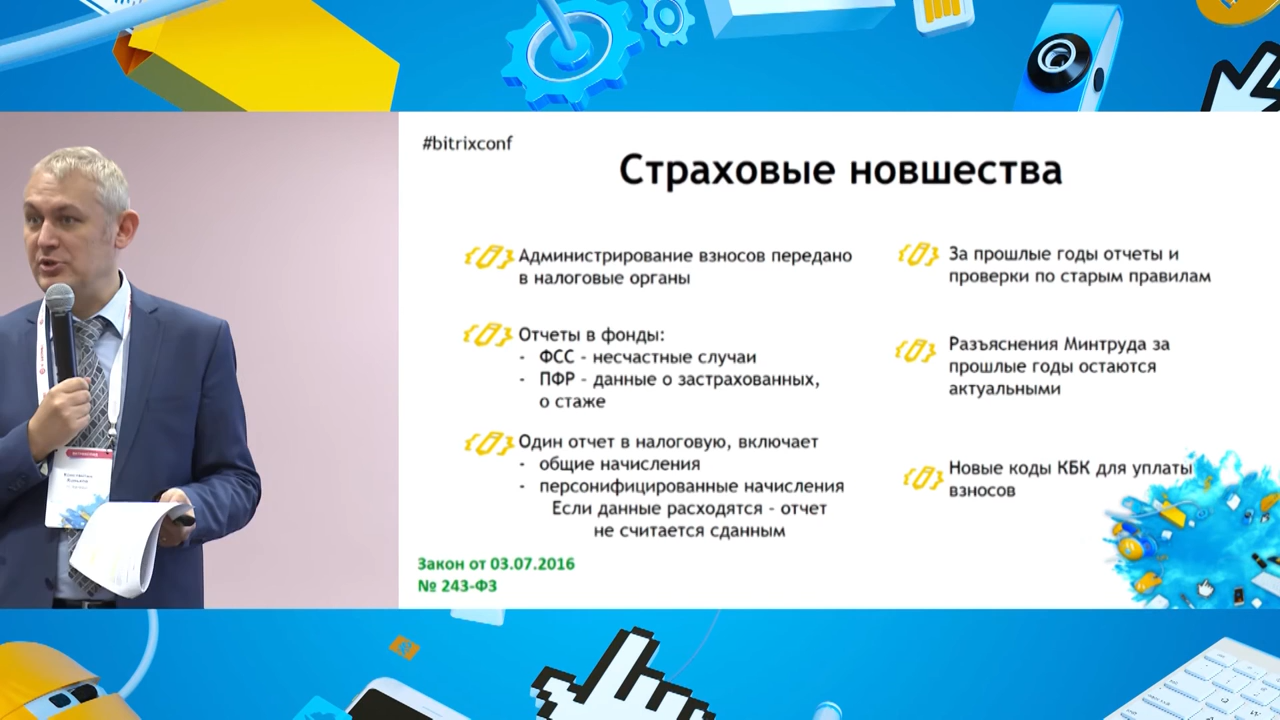 #bitrixconf
Страховые новшества
Администрирование взносов передано
в налоговые органы
Отчеты в фонды:
- ФСС - несчастные случаи
- ПФР - данные о застрахованных,
о стаже
Один отчет в налоговую, включает
- общие начисления
- персонифицированные начисления
Если данные расходятся - отчет
не считается сданным
За прошлые годы отчеты и
проверки по старым правилам
Разъяснения Минтруда за
прошлые годы остаются
актуальными
Новые коды КБК для уплаты
взносов
Закон от 03.07.2016
№ 243-ФЗ